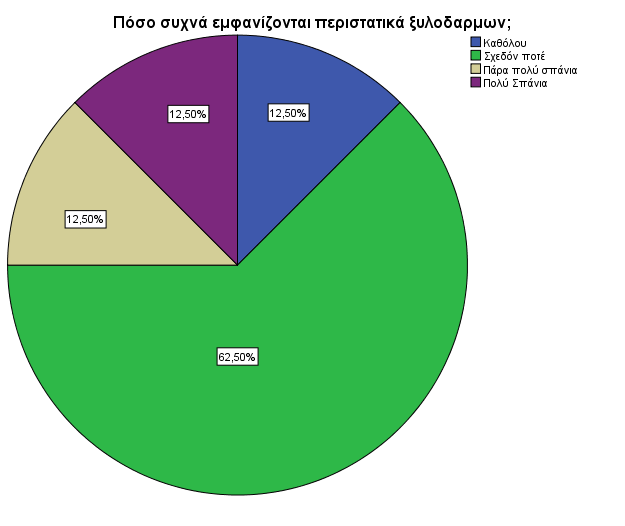 Πόσο συχνά εμφανίζονται περιστατικά ξυλοδαρμων;
Καθόλου
Σχεδόν ποτέ
Πάρα πολύ σπάνια
Πολύ Σπάνια
12,50%
12,50%
12,50%
62,50%